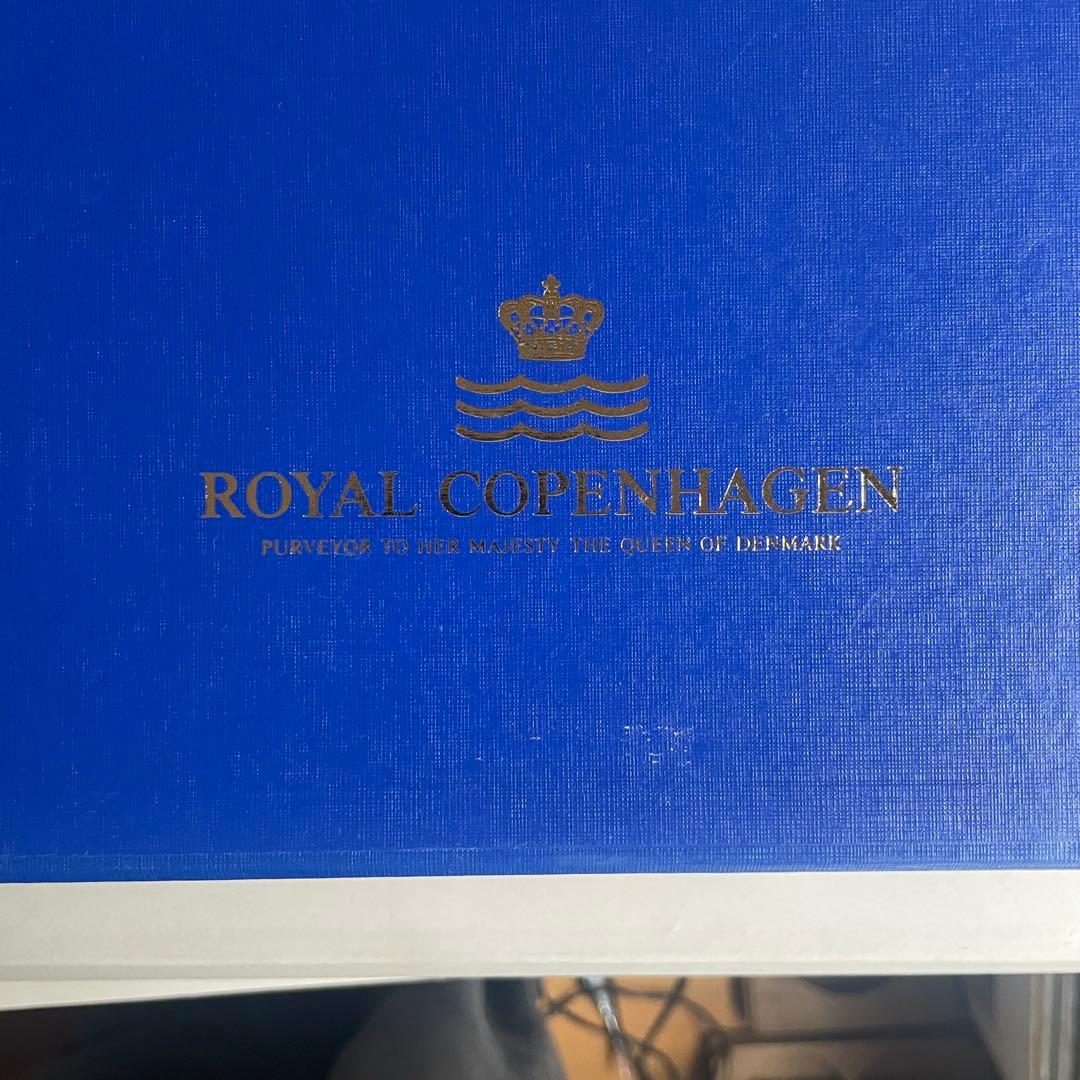 ROYAL COPENHAGEN
PURVEYOR TO HER MAJESTY THE QUEEN OF DENMARK